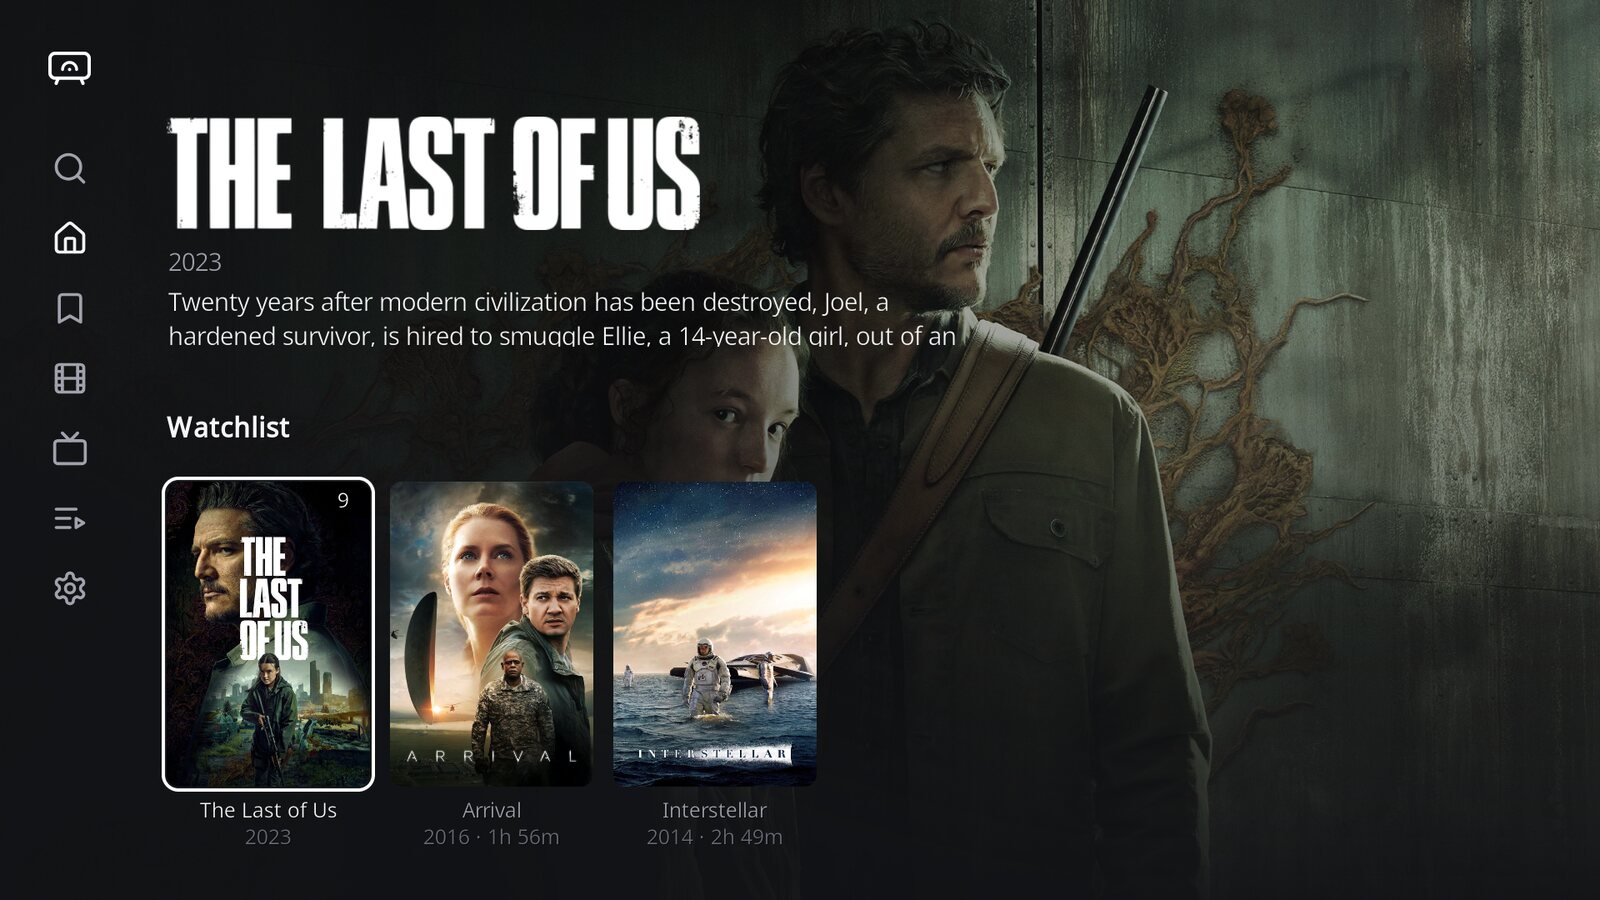 THE LAST OF US
2023
Twenty years after modern civilization has been destroyed, Joel, a
hardened survivor, is hired to smuggle Ellie, a 14-year-old girl, out of an
Watchlist
9
THE
LAST
OF US
ARRIVAL
INTERSTELLAR
The Last of Us
2023
Arrival
2016 · 1h 56m
Interstellar
2014 · 2h 49m